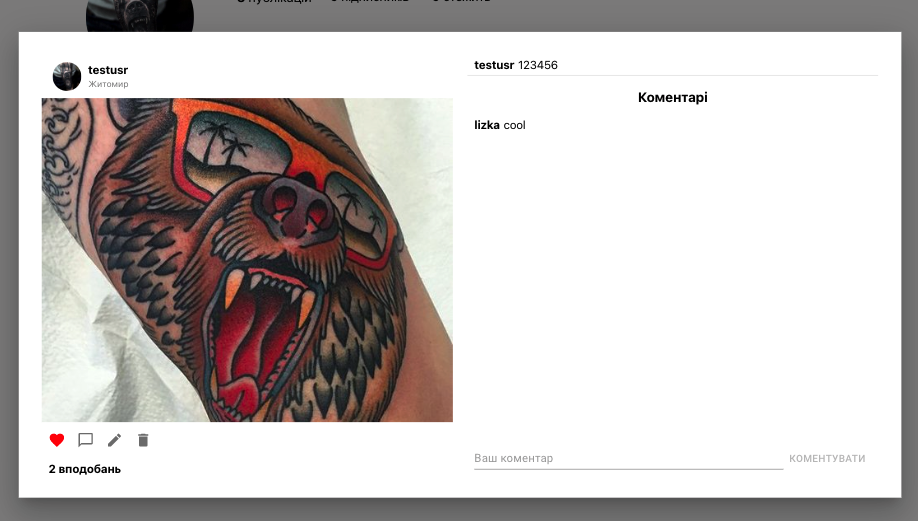 testusr
Житомир
2 вподобань
testusr 123456
Коментарі
lizka cool
Ваш коментар
КОМЕНТУВАТИ